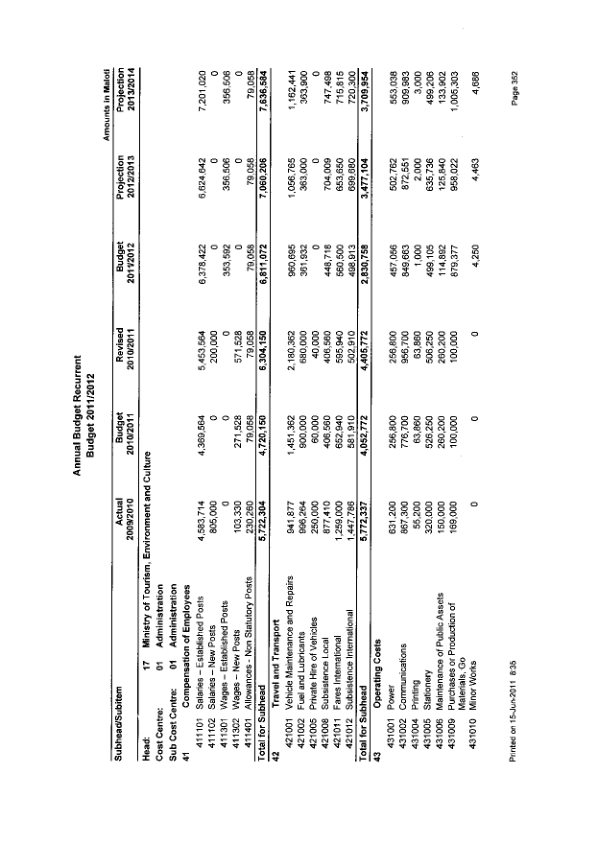 Annual Budget Recurrent
Budget 2011/2012
Amounts in Maloti
Subhead/Subitem Actual 2009/2010 Budget 2010/2011 Revised 2010/2011 Budget 2011/2012 Projection 2012/2013 Projection 2013/2014
Head: 17 Ministry of Tourism, Environment and Culture
Cost Centre: 01 Administration
Sub Cost Centre: 01 Administration
41 Compensation of Employees
411101 Salaries – Established Posts 4,583,714 4,369,564 5,453,564 6,378,422 6,624,642 7,201,020
411102 Salaries – New Posts 805,000 0 200,000 0 0 0
411301 Wages – Established Posts 0 0 0 353,592 356,506 356,506
411302 Wages – New Posts 103,330 271,528 571,528 0 0 0
411401 Allowances - Non Statutory Posts 230,260 79,058 79,058 79,058 79,058 79,058
Total for Subhead 5,722,304 4,720,150 6,304,150 6,811,072 7,060,206 7,636,584
42 Travel and Transport
421001 Vehicle Maintenance and Repairs 941,877 1,451,362 2,180,362 960,695 1,056,765 1,162,441
421002 Fuel and Lubricants 996,264 900,000 680,000 361,932 363,000 363,900
421005 Private Hire of Vehicles 250,000 60,000 40,000 0 0 0
421008 Subsistence Local 877,410 406,560 406,560 448,718 704,009 747,498
421011 Fares International 1,259,000 652,940 595,940 560,500 653,650 715,815
421012 Subsistence International 1,447,786 581,910 502,910 498,913 699,680 720,300
Total for Subhead 5,772,337 4,052,772 4,405,772 2,830,758 3,477,104 3,709,954
43 Operating Costs
431001 Power 631,200 256,800 256,800 457,056 502,762 553,038
431002 Communications 867,300 776,700 956,700 849,663 872,551 909,983
431004 Printing 55,200 63,860 63,860 1,000 2,000 3,000
431005 Stationery 320,000 526,250 506,250 499,105 635,736 499,206
431006 Maintenance of Public Assets 150,000 260,200 260,200 114,892 125,840 133,902
431009 Purchases or Production of 169,000 100,000 100,000 879,377 958,022 1,005,303
Materials, Go
431010 Minor Works 0 0 0 4,250 4,463 4,686
Printed on 15-Jun-2011 8:35 Page 352